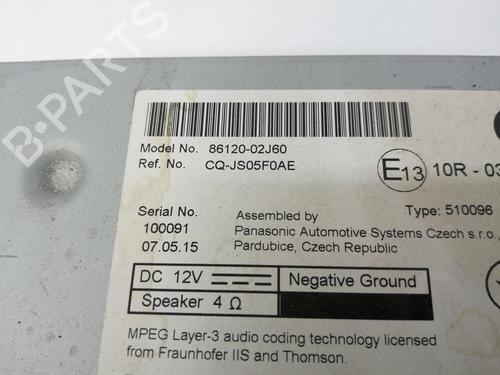 B-PARTS
Model No. 86120-02J60
Ref. No. CQ-JS05F0AE
E13 10R - 03
Serial No.
100091
07.05.15
Assembled by
Panasonic Automotive Systems Czech s.r.o.,
Pardubice, Czech Republic
Type: 510096
DC 12V
Negative Ground
Speaker 4 Ω
MPEG Layer-3 audio coding technology licensed
from Fraunhofer IIS and Thomson.